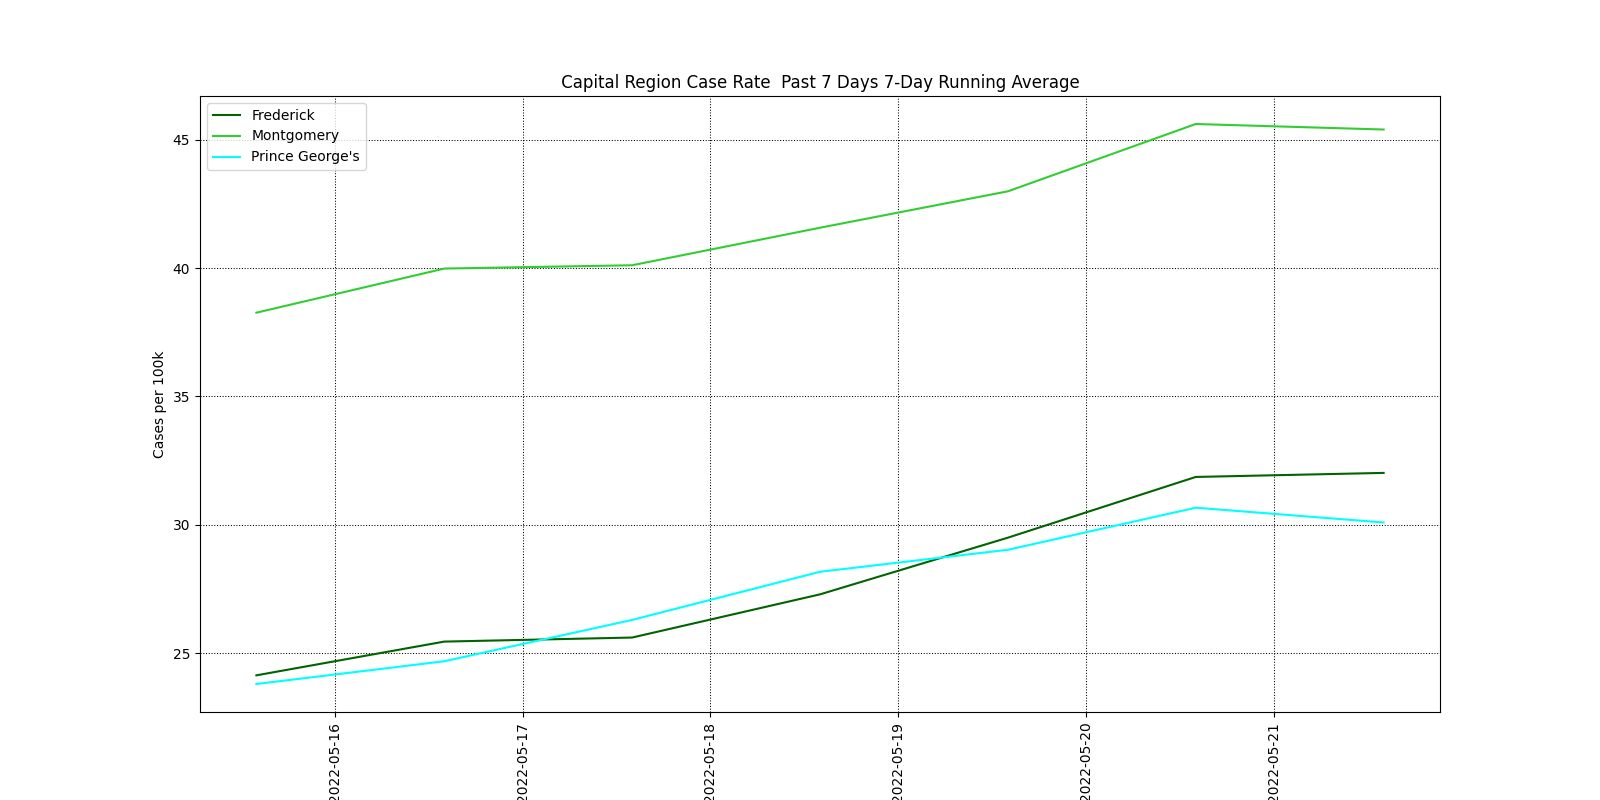 Capital Region Case Rate  Past 7 Days 7-Day Running Average
Frederick
Montgomery
Prince George's
45
40
35
30
25
Cases per 100k
2022-05-16
2022-05-17
2022-05-18
2022-05-19
2022-05-20
2022-05-21